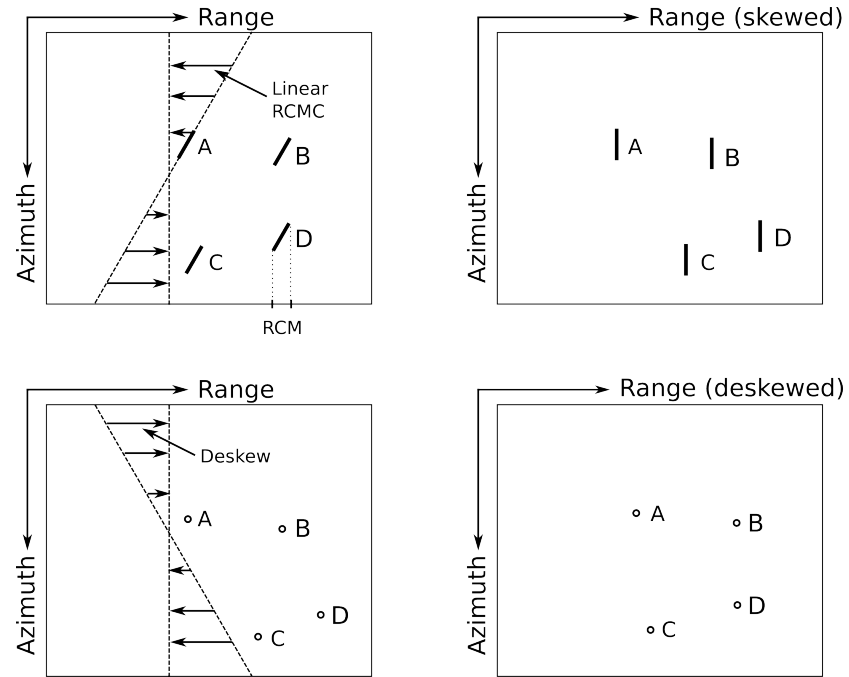 Range
Linear
RCMC
A
B
C
D
Azimuth
RCM
Range (skewed)
A
B
C
D
Azimuth
Range
Deskew
A
B
C
D
Azimuth
Range (deskewed)
A
B
C
D
Azimuth